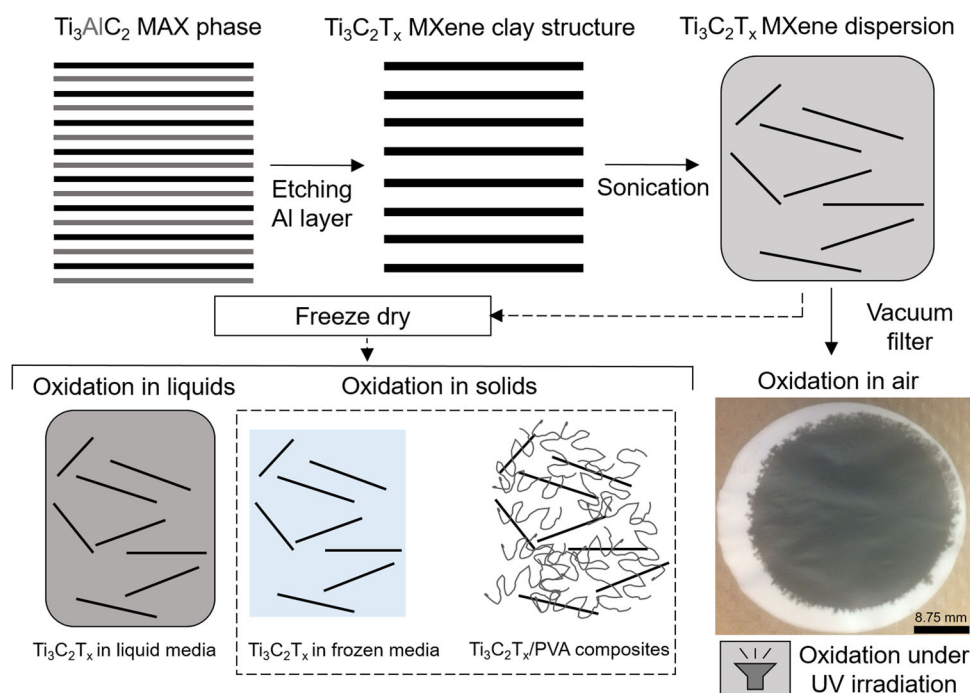 Ti₃AlC₂ MAX phase
Ti₃C₂Tₓ MXene clay structure
Ti₃C₂Tₓ MXene dispersion
Etching
Al layer
Sonication
Freeze dry
Vacuum
filter
Oxidation in liquids
Oxidation in solids
Oxidation in air
8.75 mm
Ti₃C₂Tₓ in liquid media
Ti₃C₂Tₓ in frozen media
Ti₃C₂Tₓ/PVA composites
Oxidation under
UV irradiation